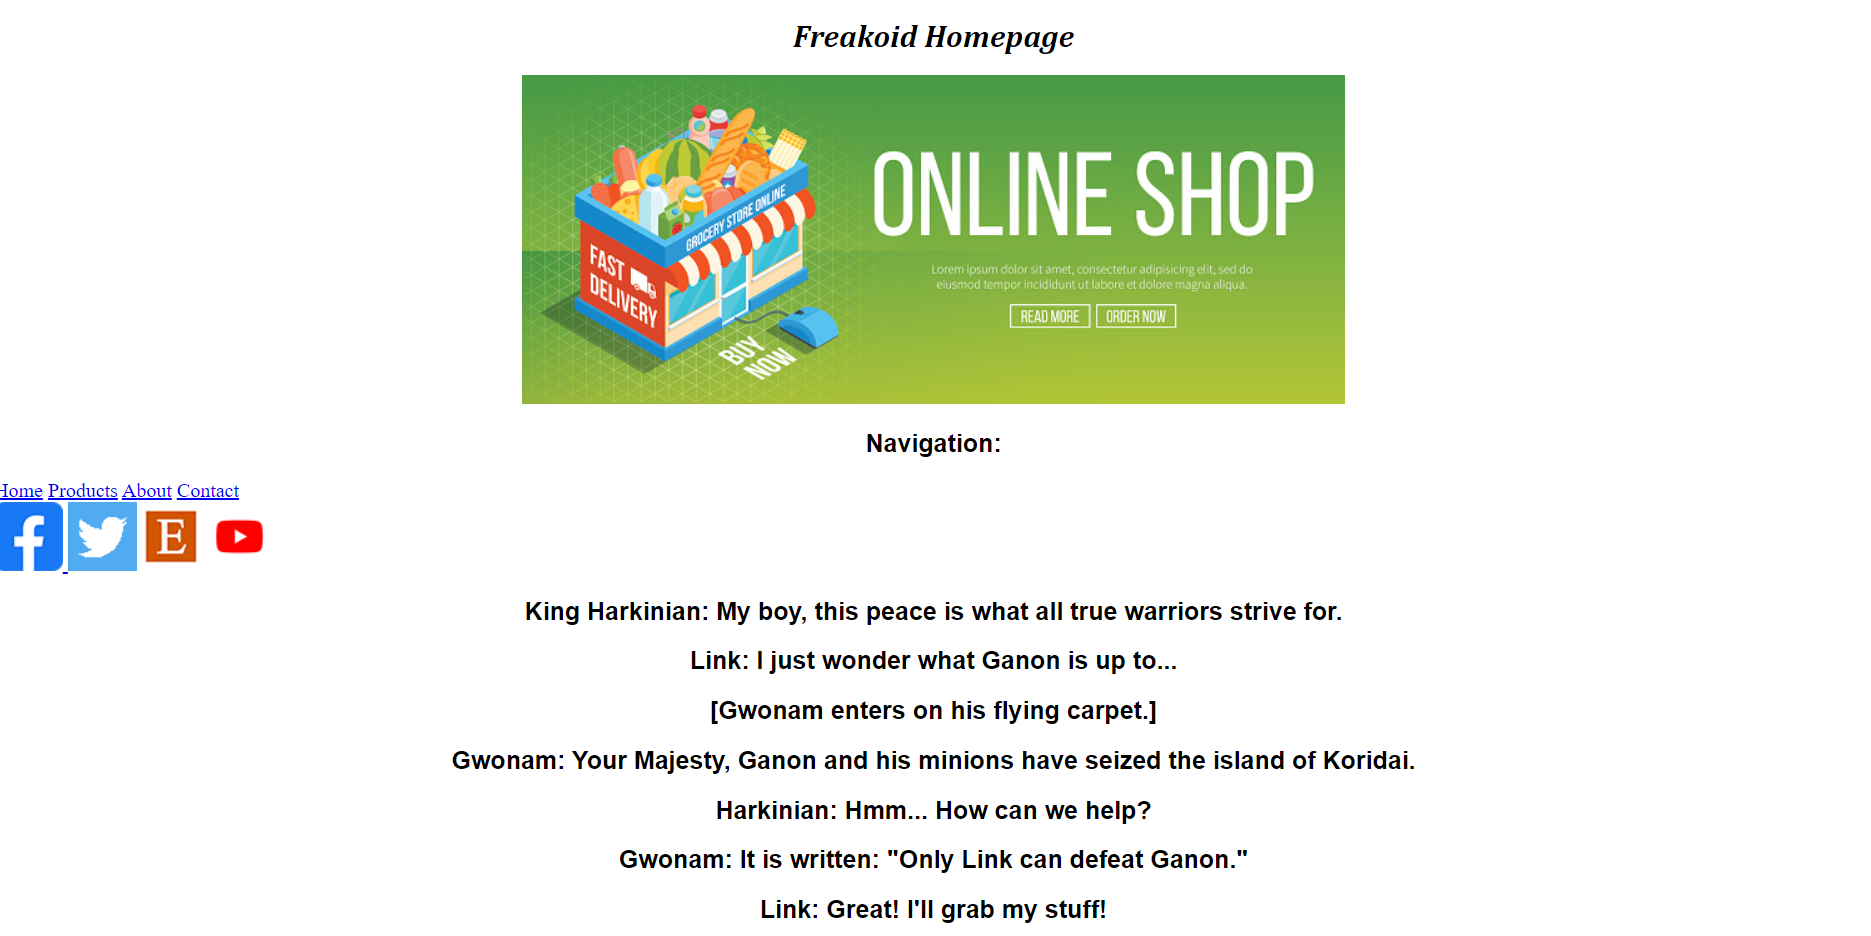 Freakoid Homepage
GROCERY STORE ONLINE
FAST
DELIVERY
BUY
NOW
ONLINE SHOP
Lorem ipsum dolor sit amet, consectetur adipisicing elit, sed do
eiusmod tempor incididunt ut labore et dolore magna aliqua.
READ MORE ORDER NOW
Navigation:
Home Products About Contact
f E
King Harkinian: My boy, this peace is what all true warriors strive for.
Link: I just wonder what Ganon is up to...
[Gwonam enters on his flying carpet.]
Gwonam: Your Majesty, Ganon and his minions have seized the island of Koridai.
Harkinian: Hmm... How can we help?
Gwonam: It is written: "Only Link can defeat Ganon."
Link: Great! I'll grab my stuff!